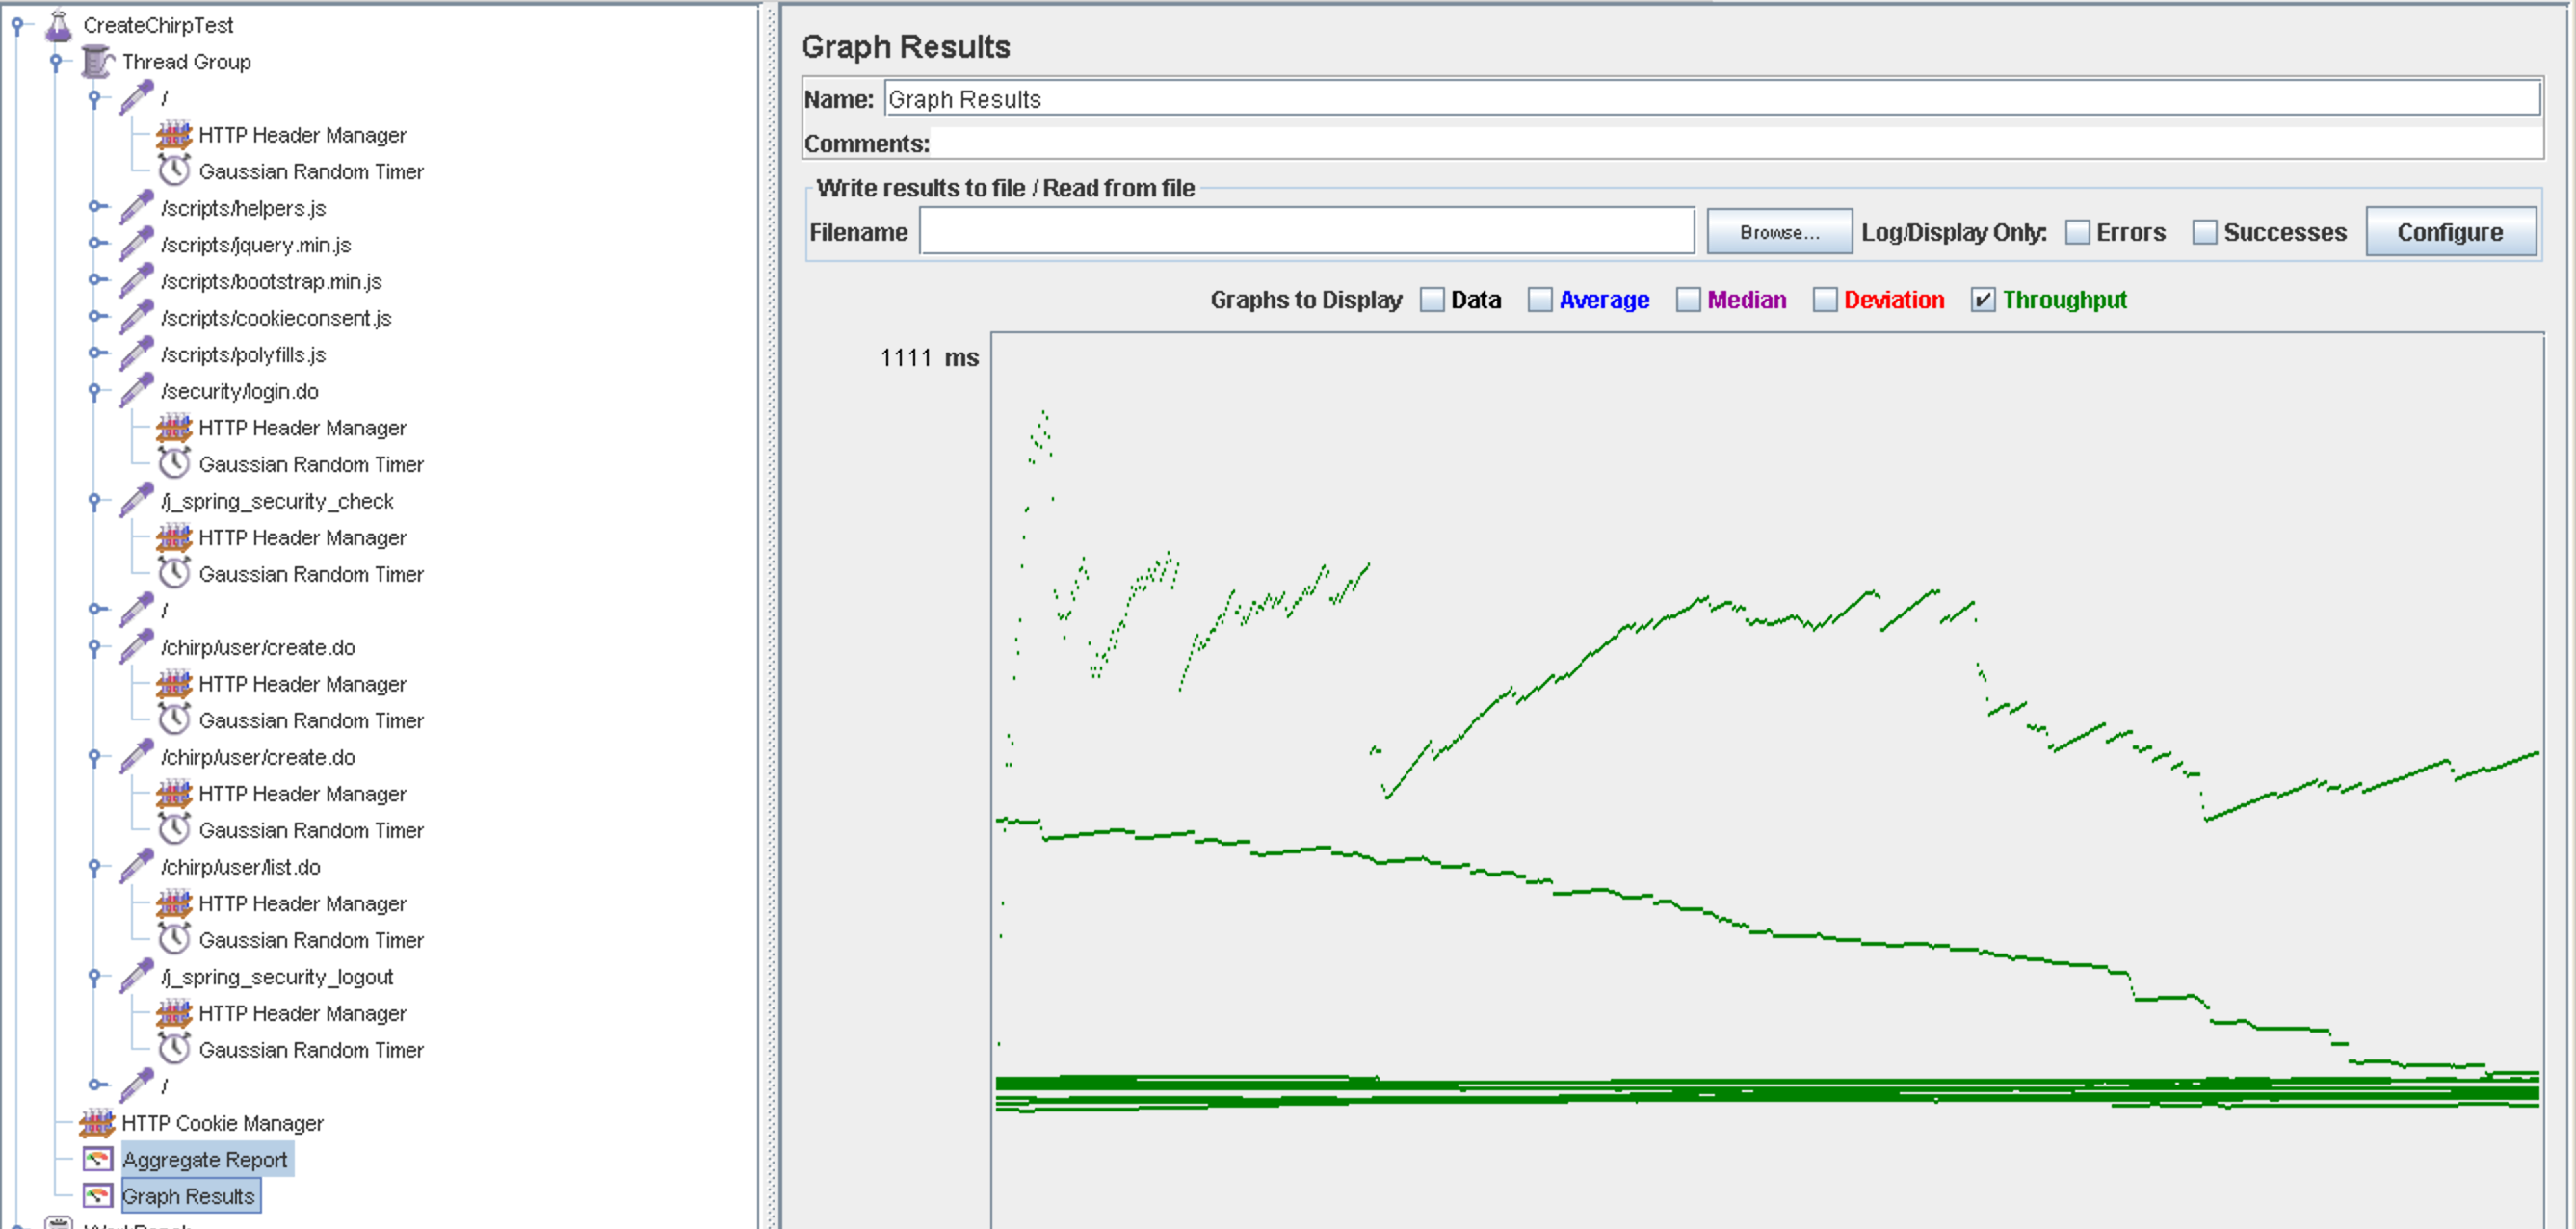 CreateChirpTest
Thread Group
/
HTTP Header Manager
Gaussian Random Timer
/scripts/helpers.js
/scripts/jquery.min.js
/scripts/bootstrap.min.js
/scripts/cookieconsent.js
/scripts/polyfills.js
/security/login.do
HTTP Header Manager
Gaussian Random Timer
/j_spring_security_check
HTTP Header Manager
Gaussian Random Timer
/
/chirp/user/create.do
HTTP Header Manager
Gaussian Random Timer
/chirp/user/create.do
HTTP Header Manager
Gaussian Random Timer
/chirp/user/list.do
HTTP Header Manager
Gaussian Random Timer
/j_spring_security_logout
HTTP Header Manager
Gaussian Random Timer
/
HTTP Cookie Manager
Aggregate Report
Graph Results
Graph Results
Name: Graph Results
Comments:
Write results to file / Read from file
Filename Browse... Log/Display Only: Errors Successes Configure
Graphs to Display Data Average Median Deviation Throughput
1111 ms